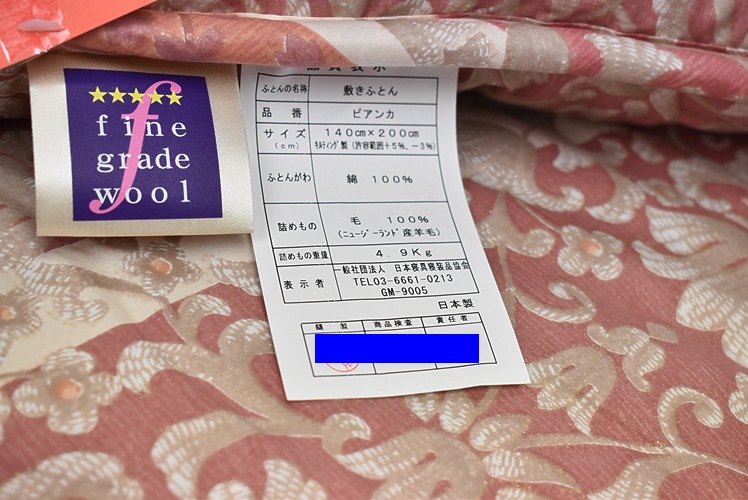 fine
grade
wool
品質表示
ふとんの名称 敷きふとん
品番 ビアンカ
サイズ 140cm×200cm
(cm) キルティング製(許容範囲+5%、-3%)
ふとんがわ 綿 100%
詰めもの 毛 100%
(ニュージーランド産羊毛)
詰めもの重量 4.9Kg
表示者 一般社団法人 日本寝具寝装品協会
TEL03-6661-0213
GM-9005
日本製
縫製 商品検査 責任者